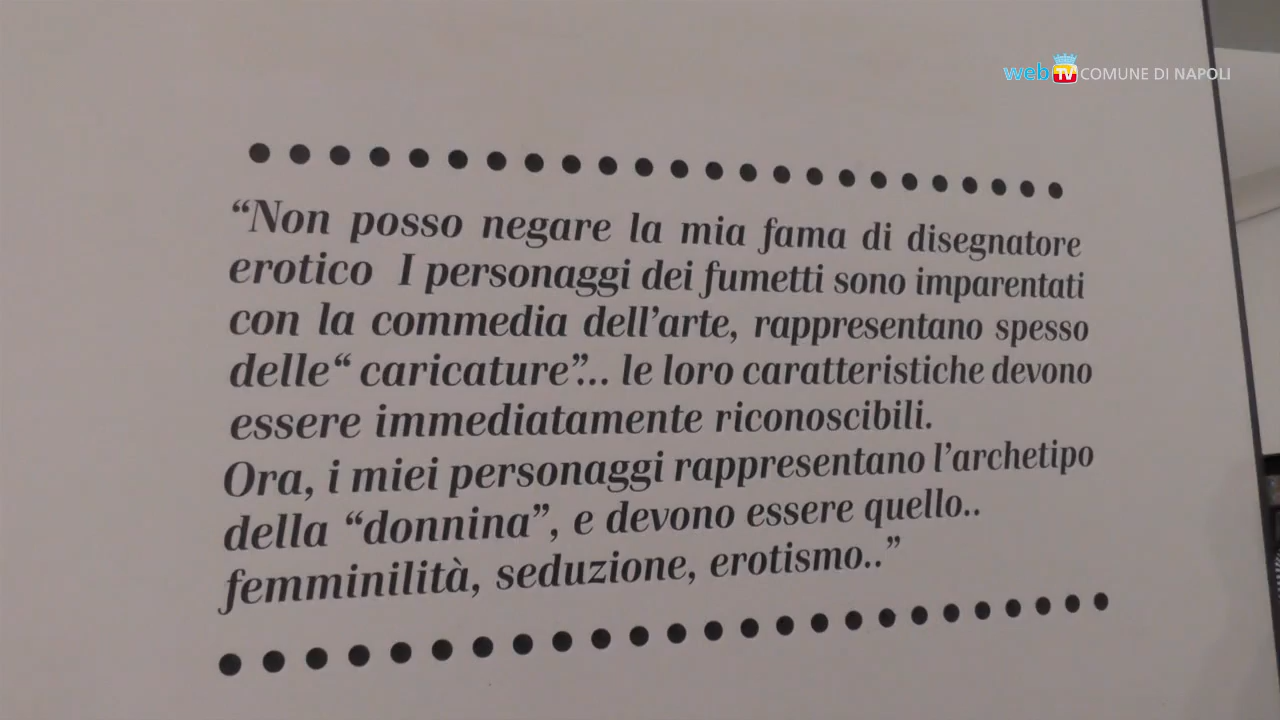 web TV COMUNE DI NAPOLI
“Non posso negare la mia fama di disegnatore
erotico I personaggi dei fumetti sono imparentati
con la commedia dell’arte, rappresentano spesso
delle“ caricature”... le loro caratteristiche devono
essere immediatamente riconoscibili.
Ora, i miei personaggi rappresentano l’archetipo
della “donnina”, e devono essere quello..
femminilità, seduzione, erotismo..”